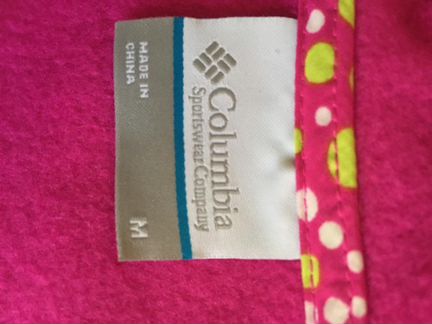 Columbia
Sportswear Company
MADE IN
CHINA
M